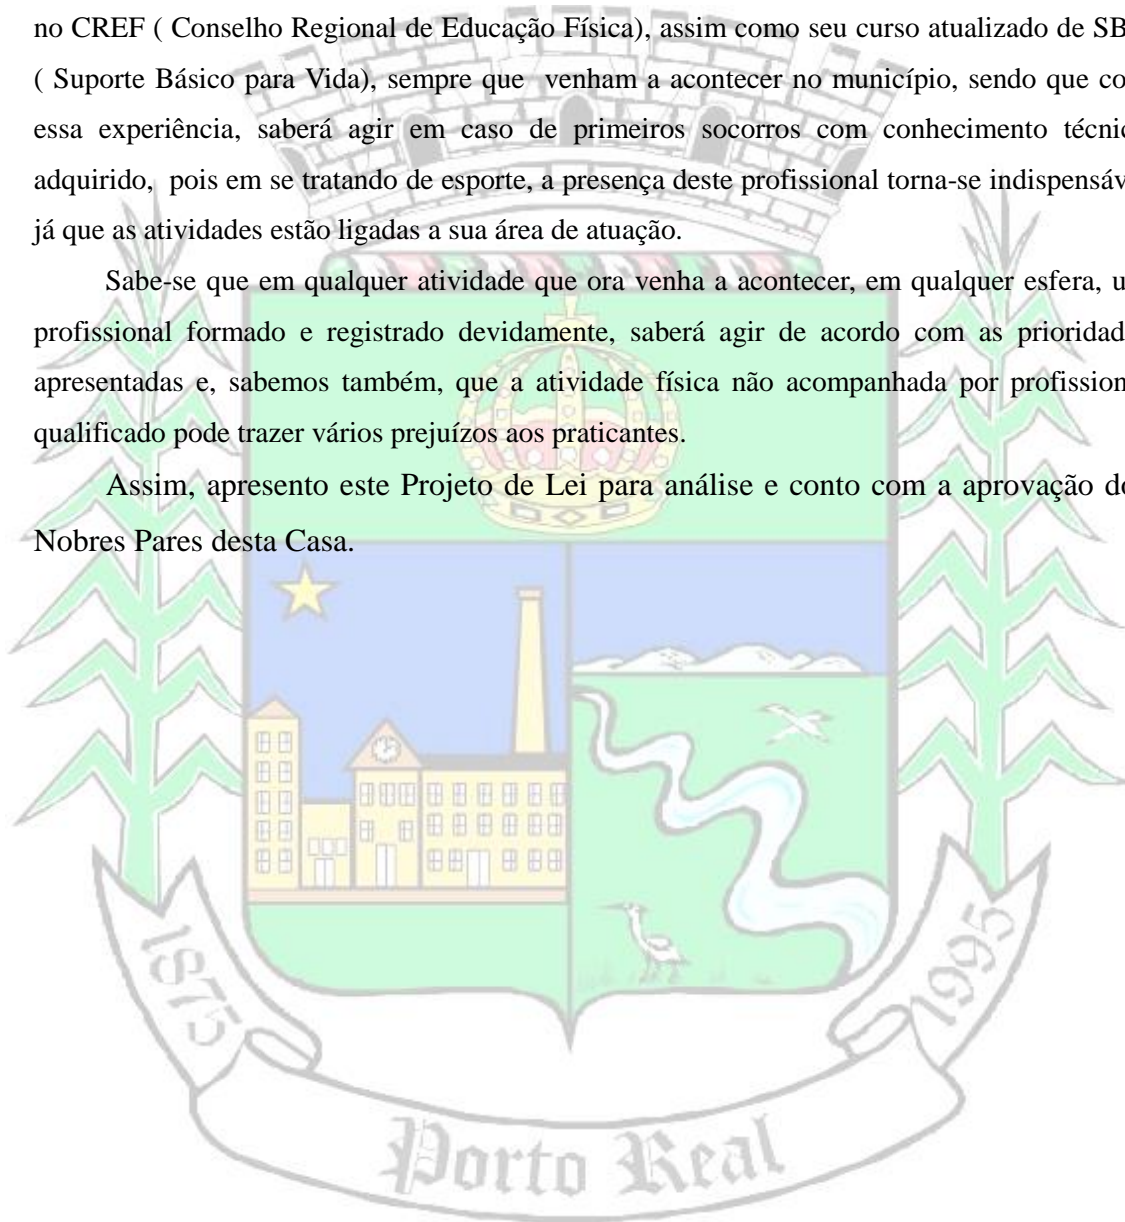 no CREF ( Conselho Regional de Educação Física), assim como seu curso atualizado de SB
( Suporte Básico para Vida), sempre que venham a acontecer no município, sendo que co
essa experiência, saberá agir em caso de primeiros socorros com conhecimento técnic
adquirido, pois em se tratando de esporte, a presença deste profissional torna-se indispensáv
já que as atividades estão ligadas a sua área de atuação.
Sabe-se que em qualquer atividade que ora venha a acontecer, em qualquer esfera, u
profissional formado e registrado devidamente, saberá agir de acordo com as prioridad
apresentadas e, sabemos também, que a atividade física não acompanhada por profission
qualificado pode trazer vários prejuízos aos praticantes.
Assim, apresento este Projeto de Lei para análise e conto com a aprovação do
Nobres Pares desta Casa.
1875
1995
Porto Real